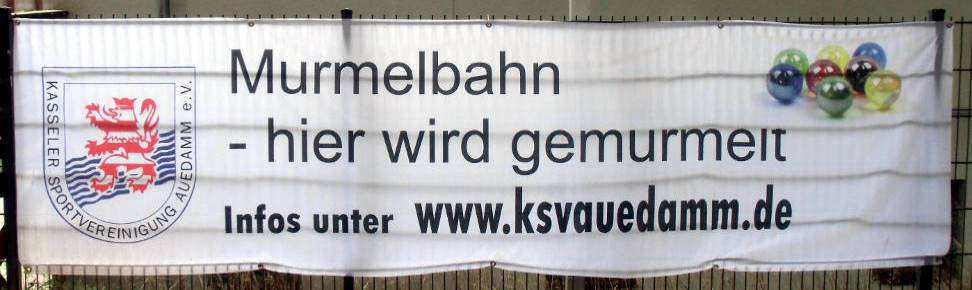 KASSELER SPORTVEREINIGUNG AUEDAMM e.V.
Murmelbahn
- hier wird gemurmelt
Infos unter www.ksvauedamm.de